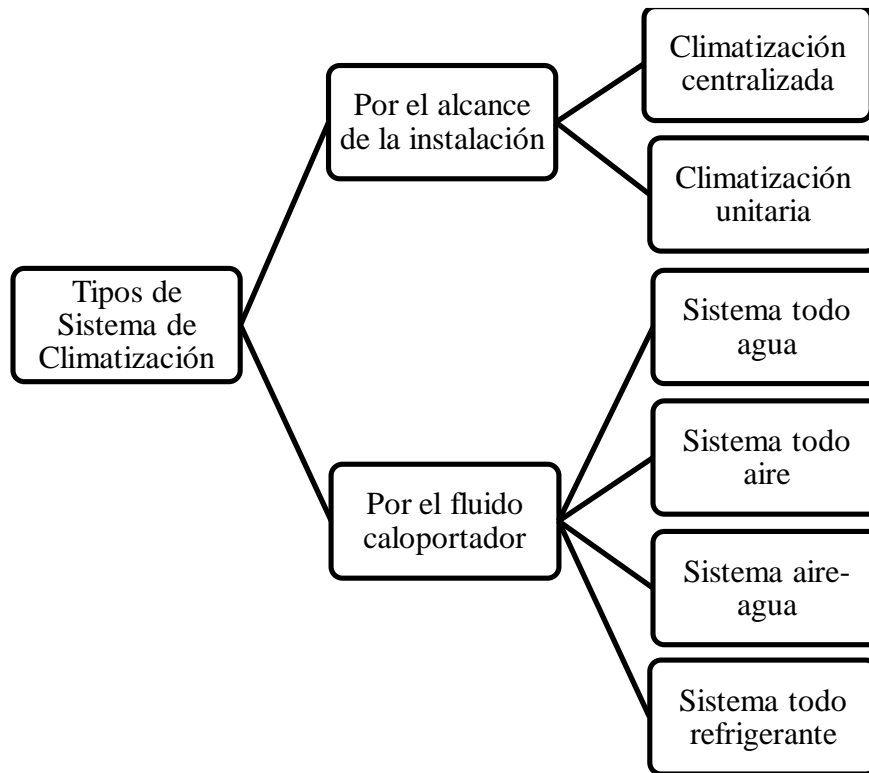 Tipos de
Sistema de
Climatización
Por el alcance
de la instalación
Climatización
centralizada
Climatización
unitaria
Por el fluido
caloportador
Sistema todo
agua
Sistema todo
aire
Sistema aire-
agua
Sistema todo
refrigerante